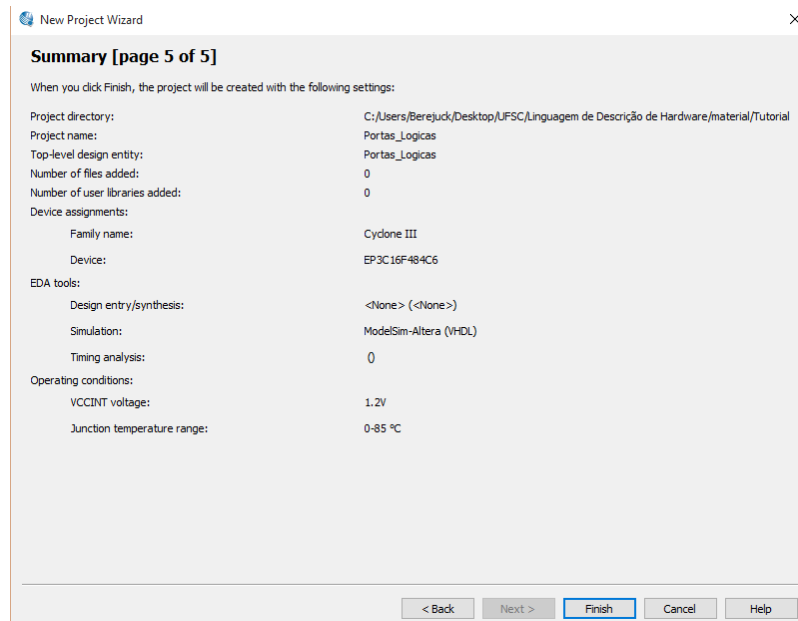 New Project Wizard
Summary [page 5 of 5]
When you click Finish, the project will be created with the following settings:
Project directory: C:/Users/Berejuck/Desktop/UFSC/Linguagem de Descrição de Hardware/material/Tutorial
Project name: Portas_Logicas
Top-level design entity: Portas_Logicas
Number of files added: 0
Number of user libraries added: 0
Device assignments:
Family name: Cyclone III
Device: EP3C16F484C6
EDA tools:
Design entry/synthesis: <None> (<None>)
Simulation: ModelSim-Altera (VHDL)
Timing analysis: ()
Operating conditions:
VCCINT voltage: 1.2V
Junction temperature range: 0-85 ºC
< Back Next > Finish Cancel Help